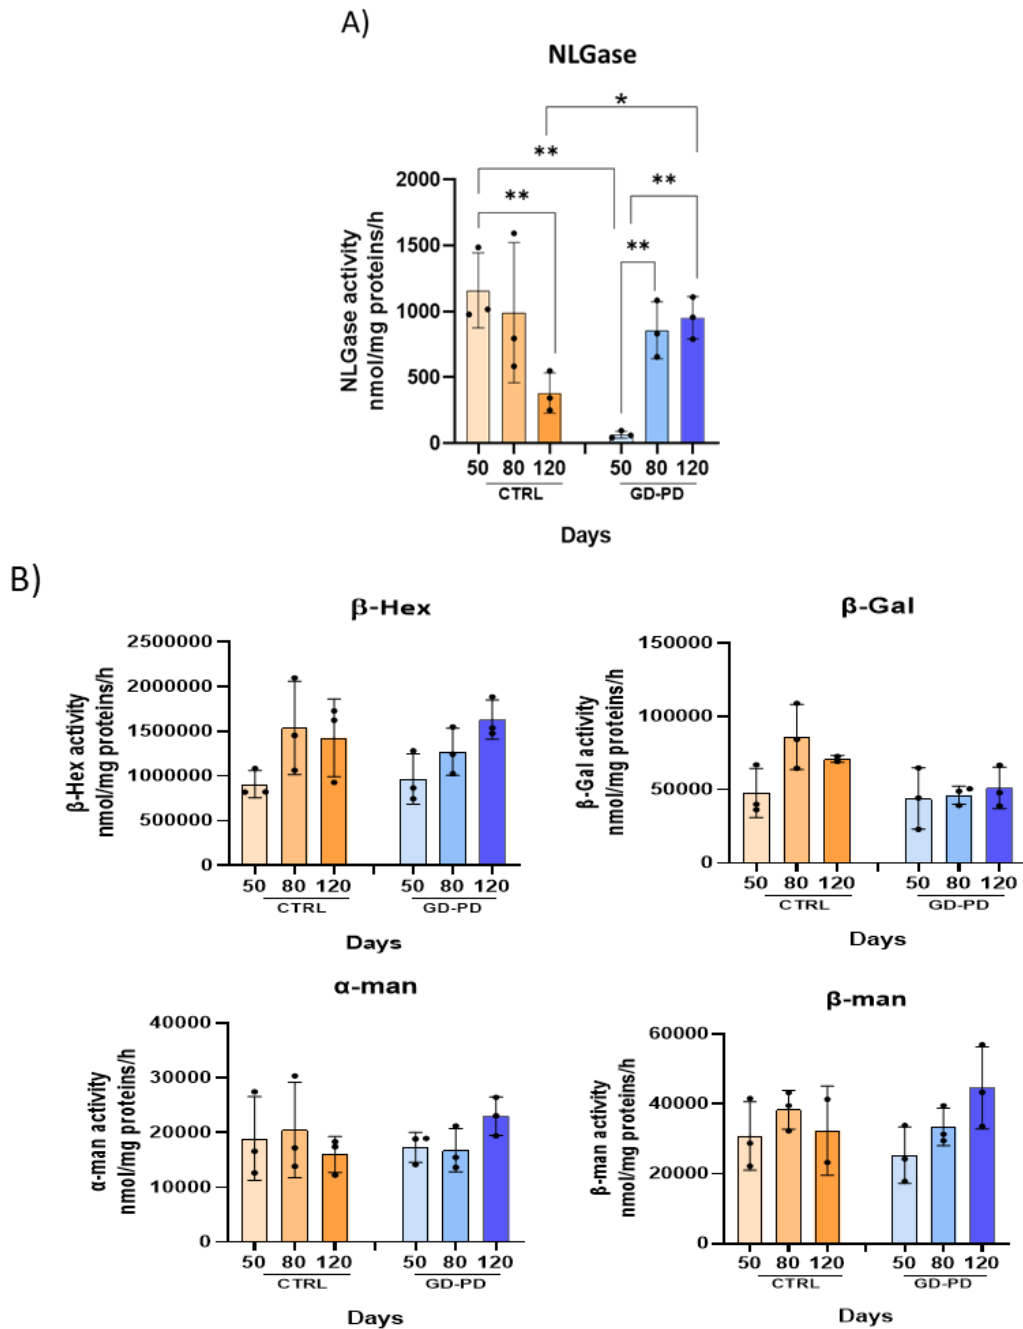 A)
NLGase
*
**
**
**
**
2000
1500
1000
500
0
NLGase activity
nmol/mg proteins/h
50 80 120 50 80 120
CTRL GD-PD
Days
B)
β-Hex
2500000
2000000
1500000
1000000
500000
0
β-Hex activity
nmol/mg proteins/h
50 80 120 50 80 120
CTRL GD-PD
Days
β-Gal
150000
100000
50000
0
β-Gal activity
nmol/mg proteins/h
50 80 120 50 80 120
CTRL GD-PD
Days
α-man
40000
30000
20000
10000
0
α-man activity
nmol/mg proteins/h
50 80 120 50 80 120
CTRL GD-PD
Days
β-man
60000
40000
20000
0
β-man activity
nmol/mg proteins/h
50 80 120 50 80 120
CTRL GD-PD
Days